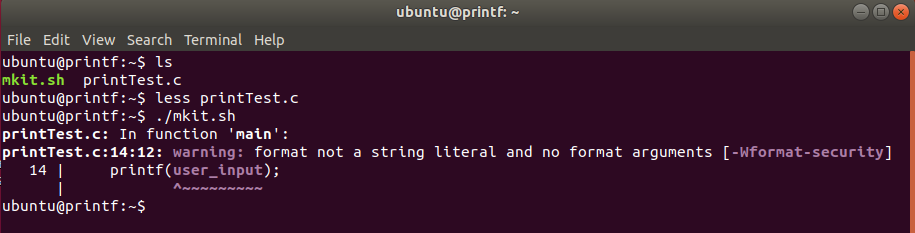 ubuntu@printf: ~
File Edit View Search Terminal Help
ubuntu@printf:~$ ls
mkit.sh  printTest.c
ubuntu@printf:~$ less printTest.c
ubuntu@printf:~$ ./mkit.sh
printTest.c: In function 'main':
printTest.c:14:12: warning: format not a string literal and no format arguments [-Wformat-security]
   14 |     printf(user_input);
      |            ^~~~~~~~~~
ubuntu@printf:~$